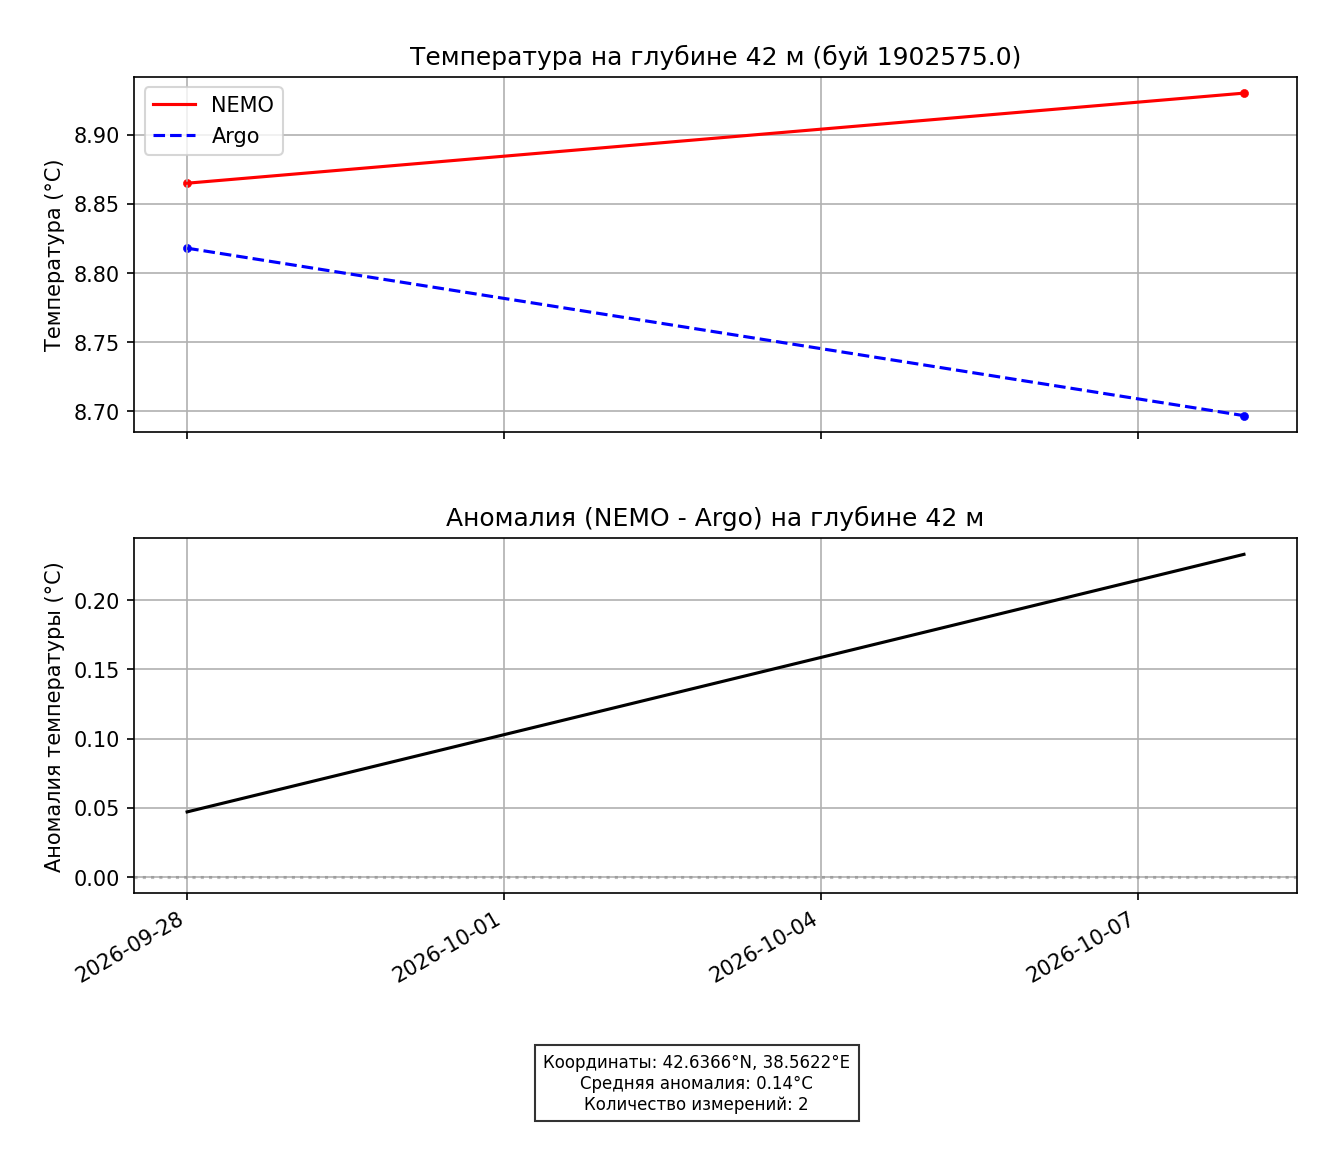 Температура на глубине 42 м (буй 1902575.0)
NEMO
Argo
Температура (°C)
8.90
8.85
8.80
8.75
8.70
Аномалия (NEMO - Argo) на глубине 42 м
Аномалия температуры (°C)
0.20
0.15
0.10
0.05
0.00
2026-09-28
2026-10-01
2026-10-04
2026-10-07
Координаты: 42.6366°N, 38.5622°E
Средняя аномалия: 0.14°C
Количество измерений: 2